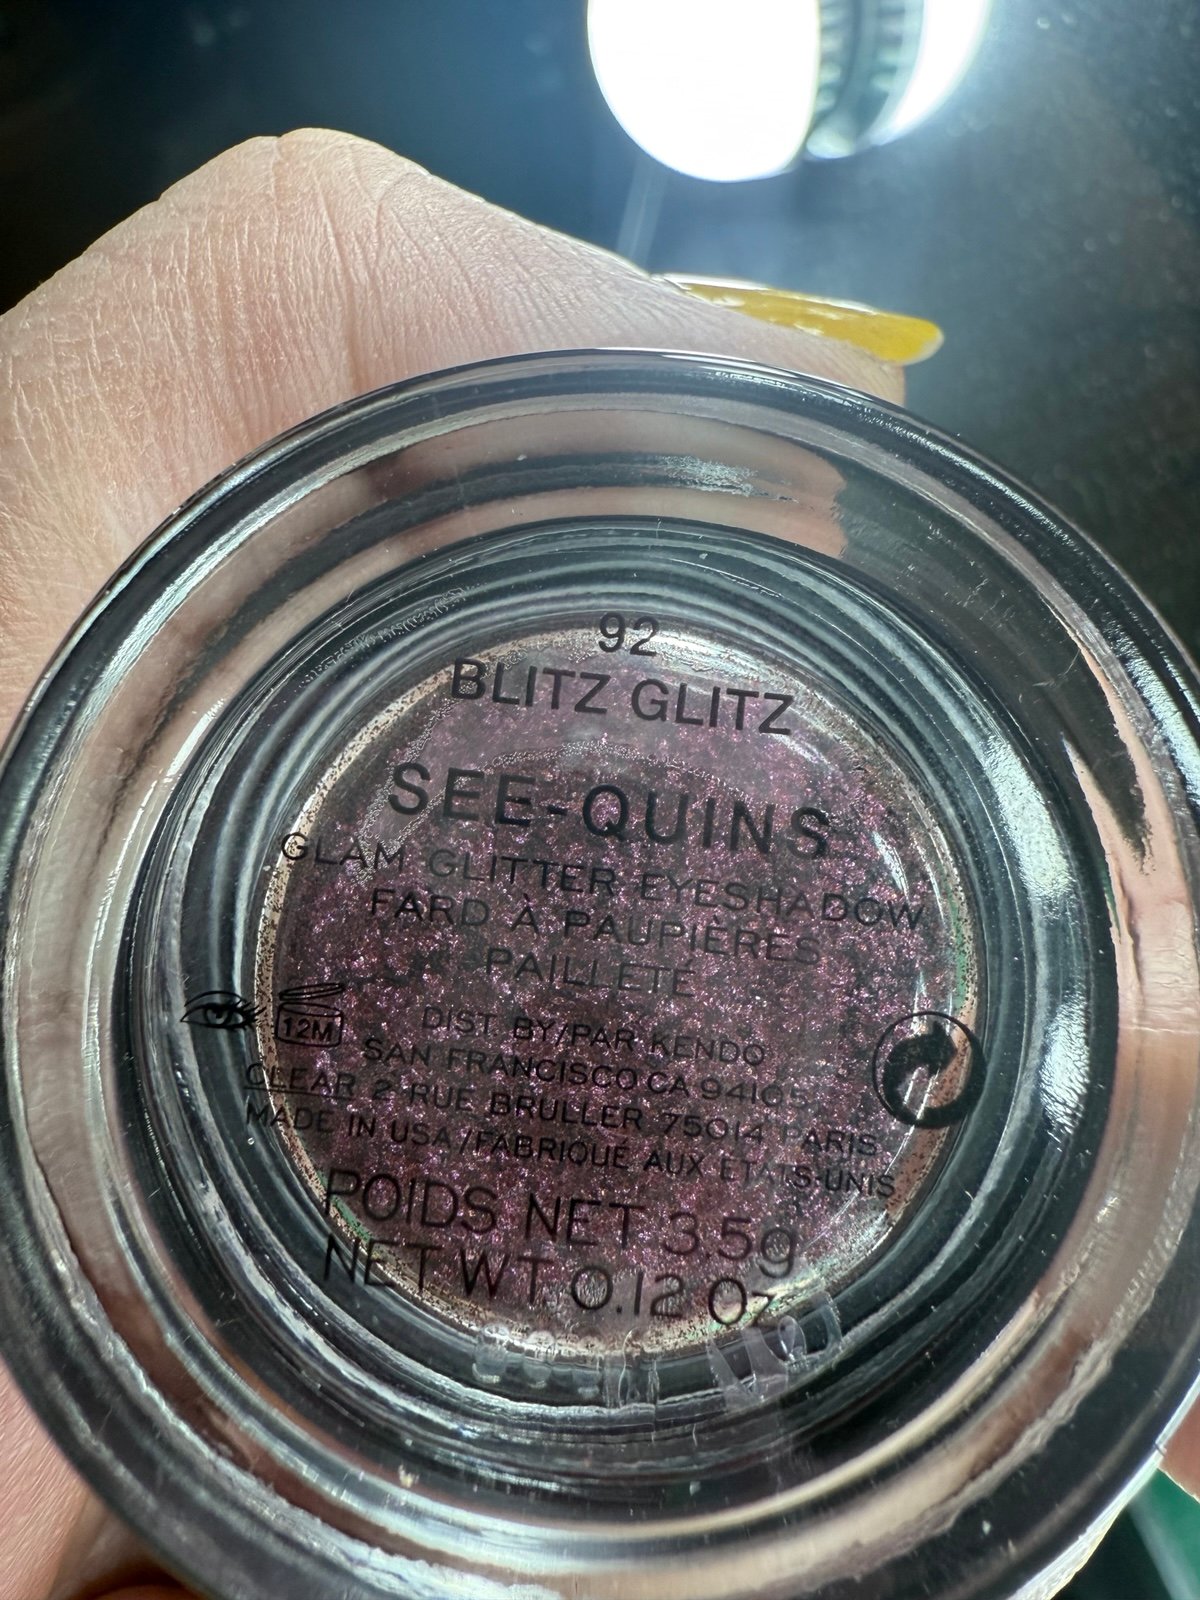 92
BLITZ GLITZ
SEE-QUINS
GLAM GLITTER EYESHADOW
FARD À PAUPIÈRES
PAILLETÉ
12M
DIST. BY/PAR KENDO
SAN FRANCISCO CA 94105,
CLEAR 2 RUE BRULLER 75014 PARIS
MADE IN USA/FABRIQUÉ AUX ÉTATS-UNIS
POIDS NET 3.5g
NET WT 0.12 Oz